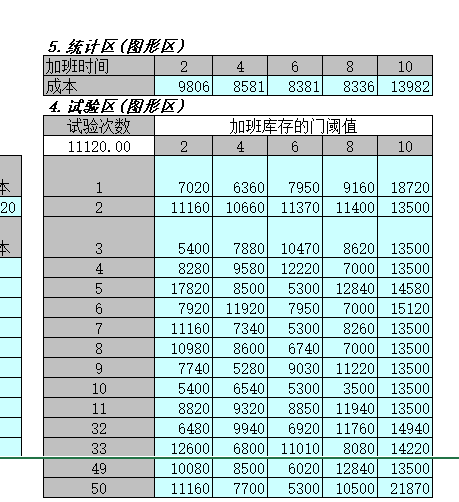 5.统计区(图形区)
加班时间 2 4 6 8 10
成本 9806 8581 8381 8336 13982
4.试验区(图形区)
试验次数 加班库存的门阈值
11120.00 2 4 6 8 10
本 1 7020 6360 7950 9160 18720
20 2 11160 10660 11370 11400 13500
本 3 5400 7880 10470 8620 13500
4 8280 9580 12220 7000 13500
5 17820 8500 5300 12840 14580
6 7920 11920 7950 7000 15120
7 11160 7340 5300 8260 13500
8 10980 8600 6740 7000 13500
9 7740 5280 9030 11220 13500
10 5400 6540 5300 3500 13500
11 8820 9320 8850 11940 13500
32 6480 9940 6920 11760 14940
33 12600 6800 11010 8080 14220
49 10080 8500 6020 12840 13500
50 11160 7700 5300 10500 21870